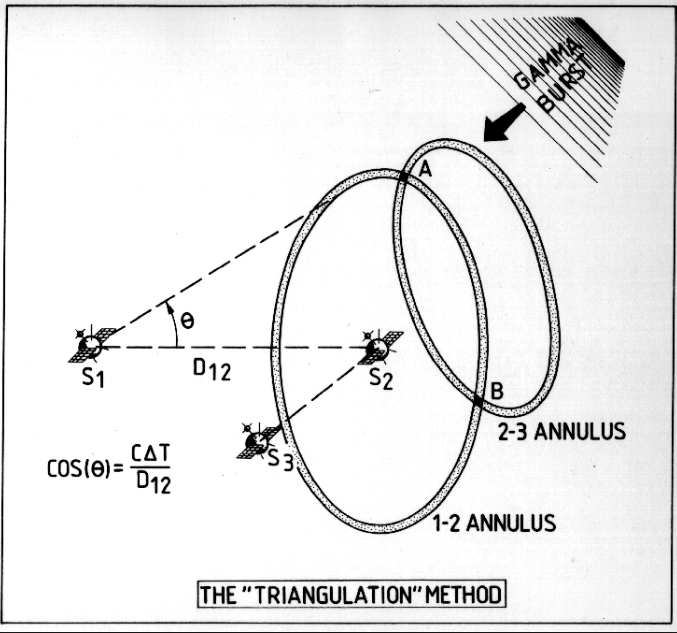 GAMMA
BURST
A
θ
S1
D12
S2
B
S3
2-3 ANNULUS
COS(θ)=CΔT/D12
1-2 ANNULUS
THE "TRIANGULATION" METHOD